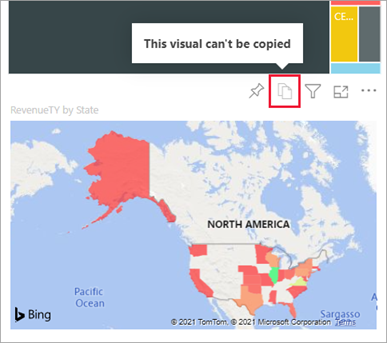 CE...
This visual can't be copied
RevenueTY by State
NORTH AMERICA
Pacific
Ocean
Sargasso
Bing
© 2021 TomTom, © 2021 Microsoft Corporation Terms